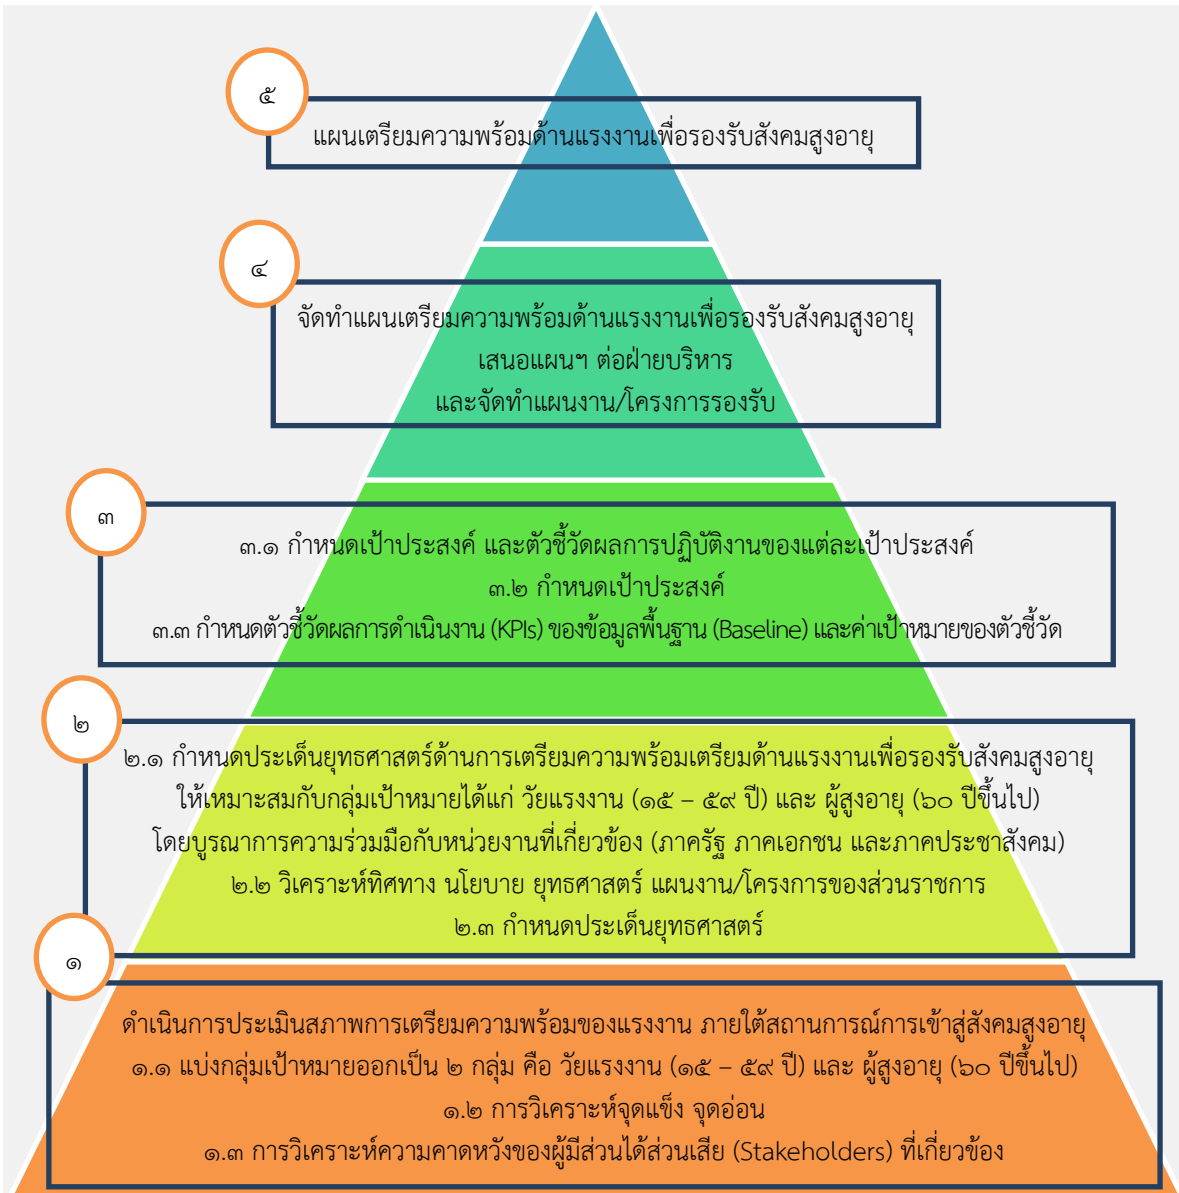 ๕
แผนเตรียมความพร้อมด้านแรงงานเพื่อรองรับสังคมสูงอายุ
๔
จัดทำแผนเตรียมความพร้อมด้านแรงงานเพื่อรองรับสังคมสูงอายุ
เสนอแผนฯ ต่อฝ่ายบริหาร
และจัดทำแผนงาน/โครงการรองรับ
๓
๓.๑ กำหนดเป้าประสงค์ และตัวชี้วัดผลการปฏิบัติงานของแต่ละเป้าประสงค์
๓.๒ กำหนดเป้าประสงค์
๓.๓ กำหนดตัวชี้วัดผลการดำเนินงาน (KPIs) ของข้อมูลพื้นฐาน (Baseline) และค่าเป้าหมายของตัวชี้วัด
๒
๒.๑ กำหนดประเด็นยุทธศาสตร์ด้านการเตรียมความพร้อมเตรียมด้านแรงงานเพื่อรองรับสังคมสูงอายุ
ให้เหมาะสมกับกลุ่มเป้าหมายได้แก่ วัยแรงงาน (๑๕ – ๕๙ ปี) และ ผู้สูงอายุ (๖๐ ปีขึ้นไป)
โดยบูรณาการความร่วมมือกับหน่วยงานที่เกี่ยวข้อง (ภาครัฐ ภาคเอกชน และภาคประชาสังคม)
๒.๒ วิเคราะห์ทิศทาง นโยบาย ยุทธศาสตร์ แผนงาน/โครงการของส่วนราชการ
๒.๓ กำหนดประเด็นยุทธศาสตร์
๑
ดำเนินการประเมินสภาพการเตรียมความพร้อมของแรงงาน ภายใต้สถานการณ์การเข้าสู่สังคมสูงอายุ
๑.๑ แบ่งกลุ่มเป้าหมายออกเป็น ๒ กลุ่ม คือ วัยแรงงาน (๑๕ – ๕๙ ปี) และ ผู้สูงอายุ (๖๐ ปีขึ้นไป)
๑.๒ การวิเคราะห์จุดแข็ง จุดอ่อน
๑.๓ การวิเคราะห์ความคาดหวังของผู้มีส่วนได้ส่วนเสีย (Stakeholders) ที่เกี่ยวข้อง